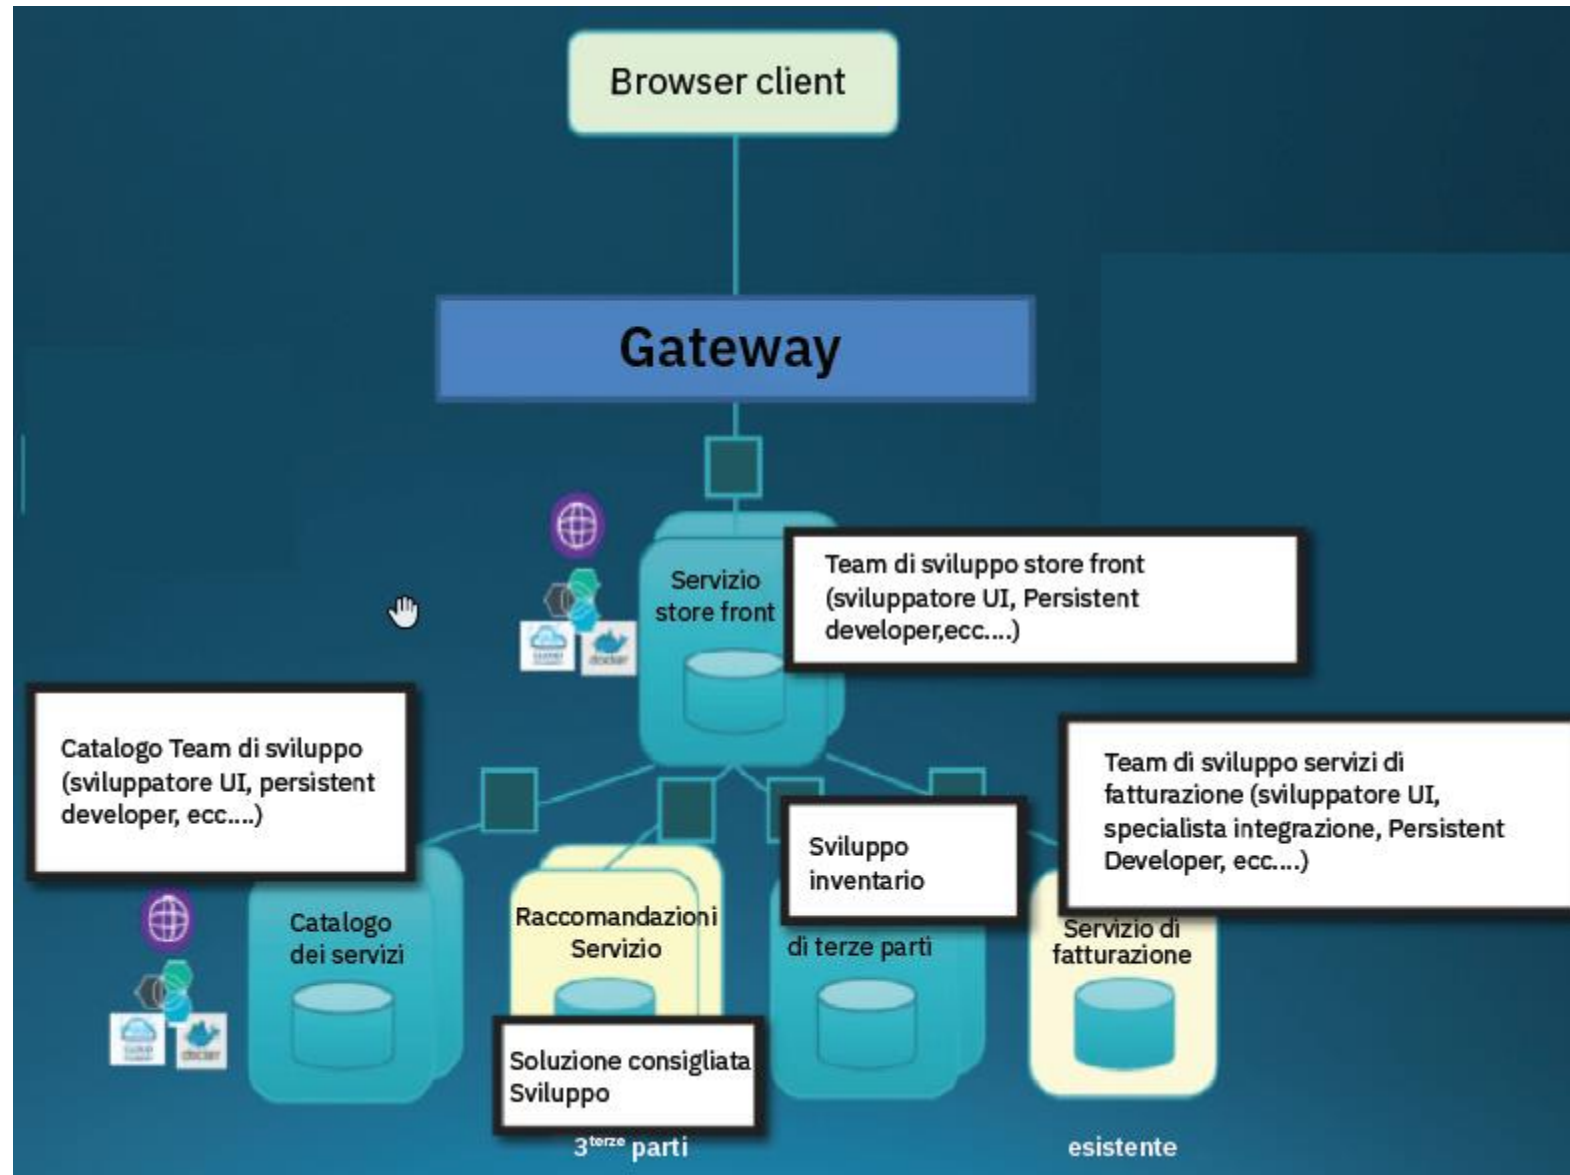 Browser client
Gateway
Servizio
store front
Team di sviluppo store front
(sviluppatore UI, Persistent
developer,ecc....)
Catalogo Team di sviluppo
(sviluppatore UI, persistent
developer, ecc....)
Team di sviluppo servizi di
fatturazione (sviluppatore UI,
specialista integrazione, Persistent
Developer, ecc....)
Sviluppo
inventario
Catalogo
dei servizi
Raccomandazioni
Servizio
di terze parti
Servizio di
fatturazione
Soluzione consigliata
Sviluppo
3terze parti
esistente
docker
docker